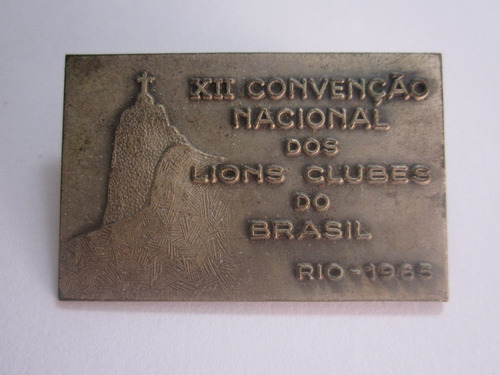 XII CONVENÇÃO
NACIONAL
DOS
LIONS CLUBES
DO
BRASIL
RIO - 1965